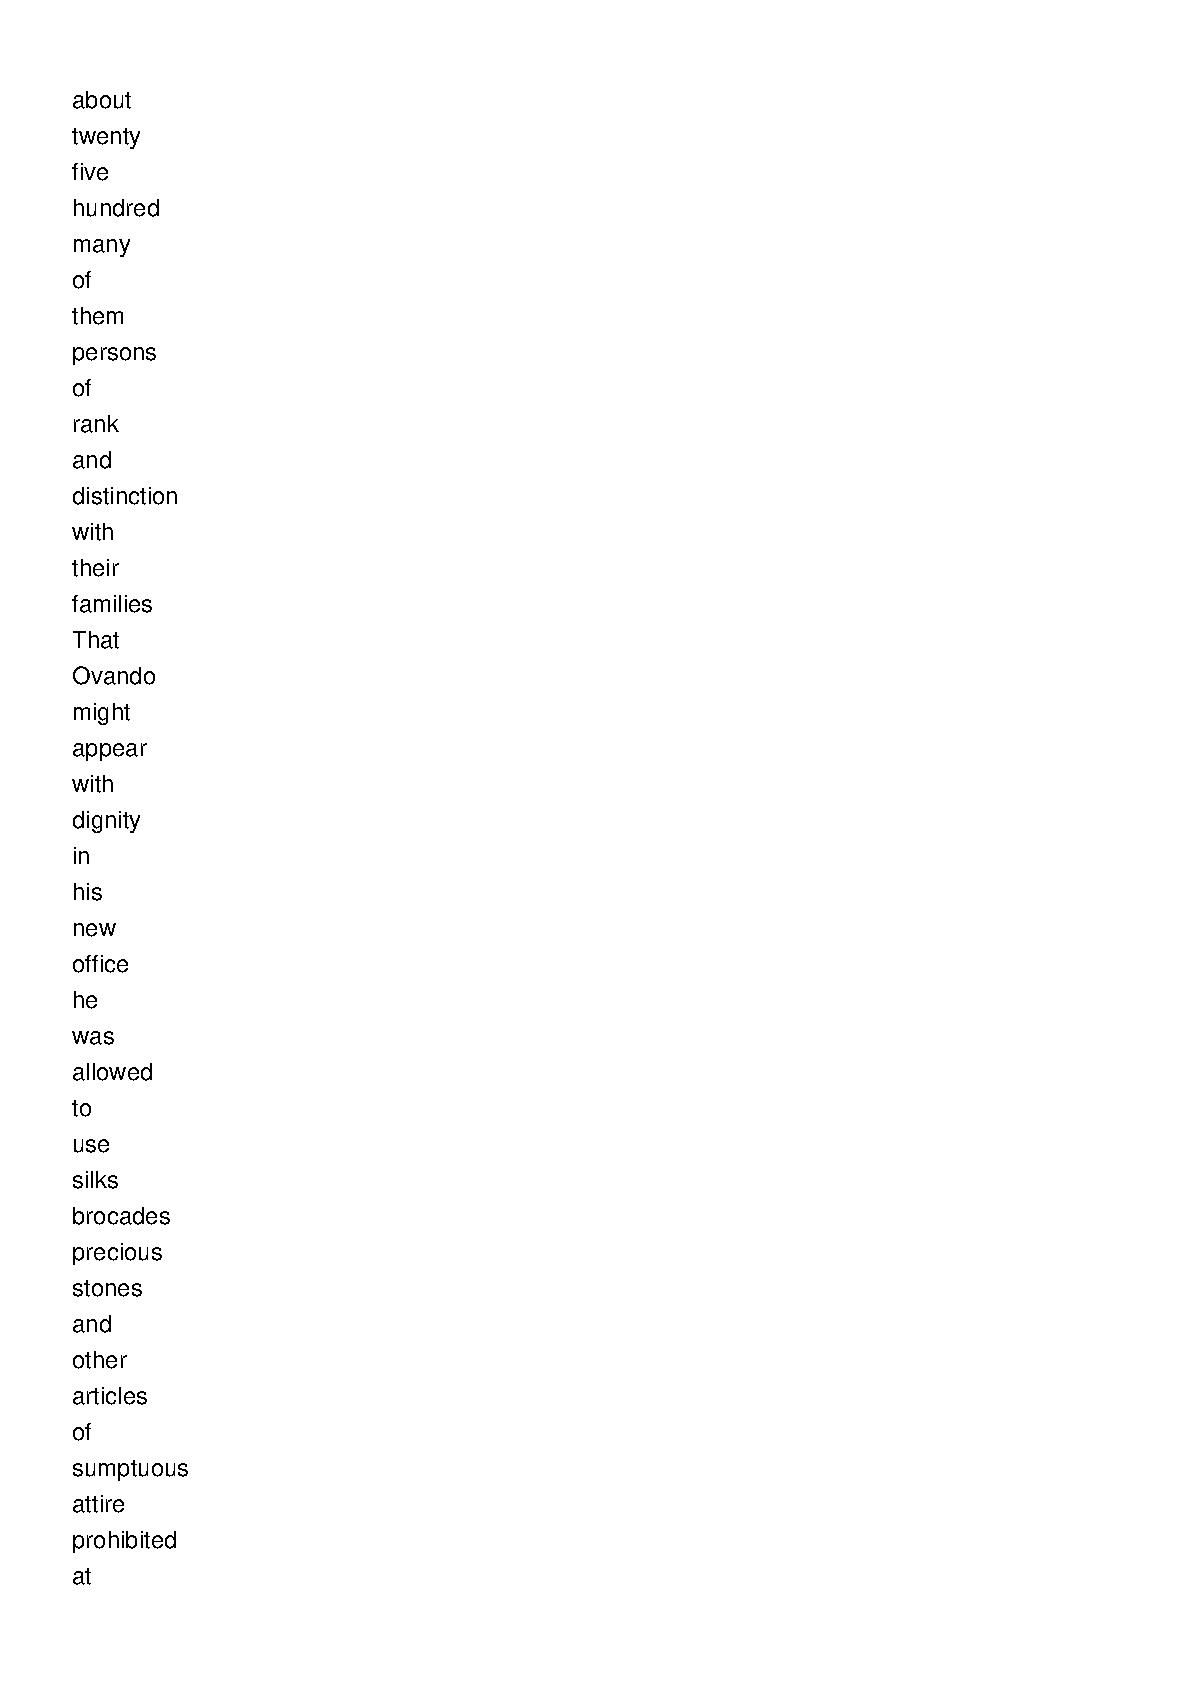 about
twenty
five
hundred
many
of
them
persons
of
rank
and
distinction
with
their
families
That
Ovando
might
appear
with
dignity
in
his
new
office
he
was
allowed
to
use
silks
brocades
precious
stones
and
other
articles
of
sumptuous
attire
prohibited
at